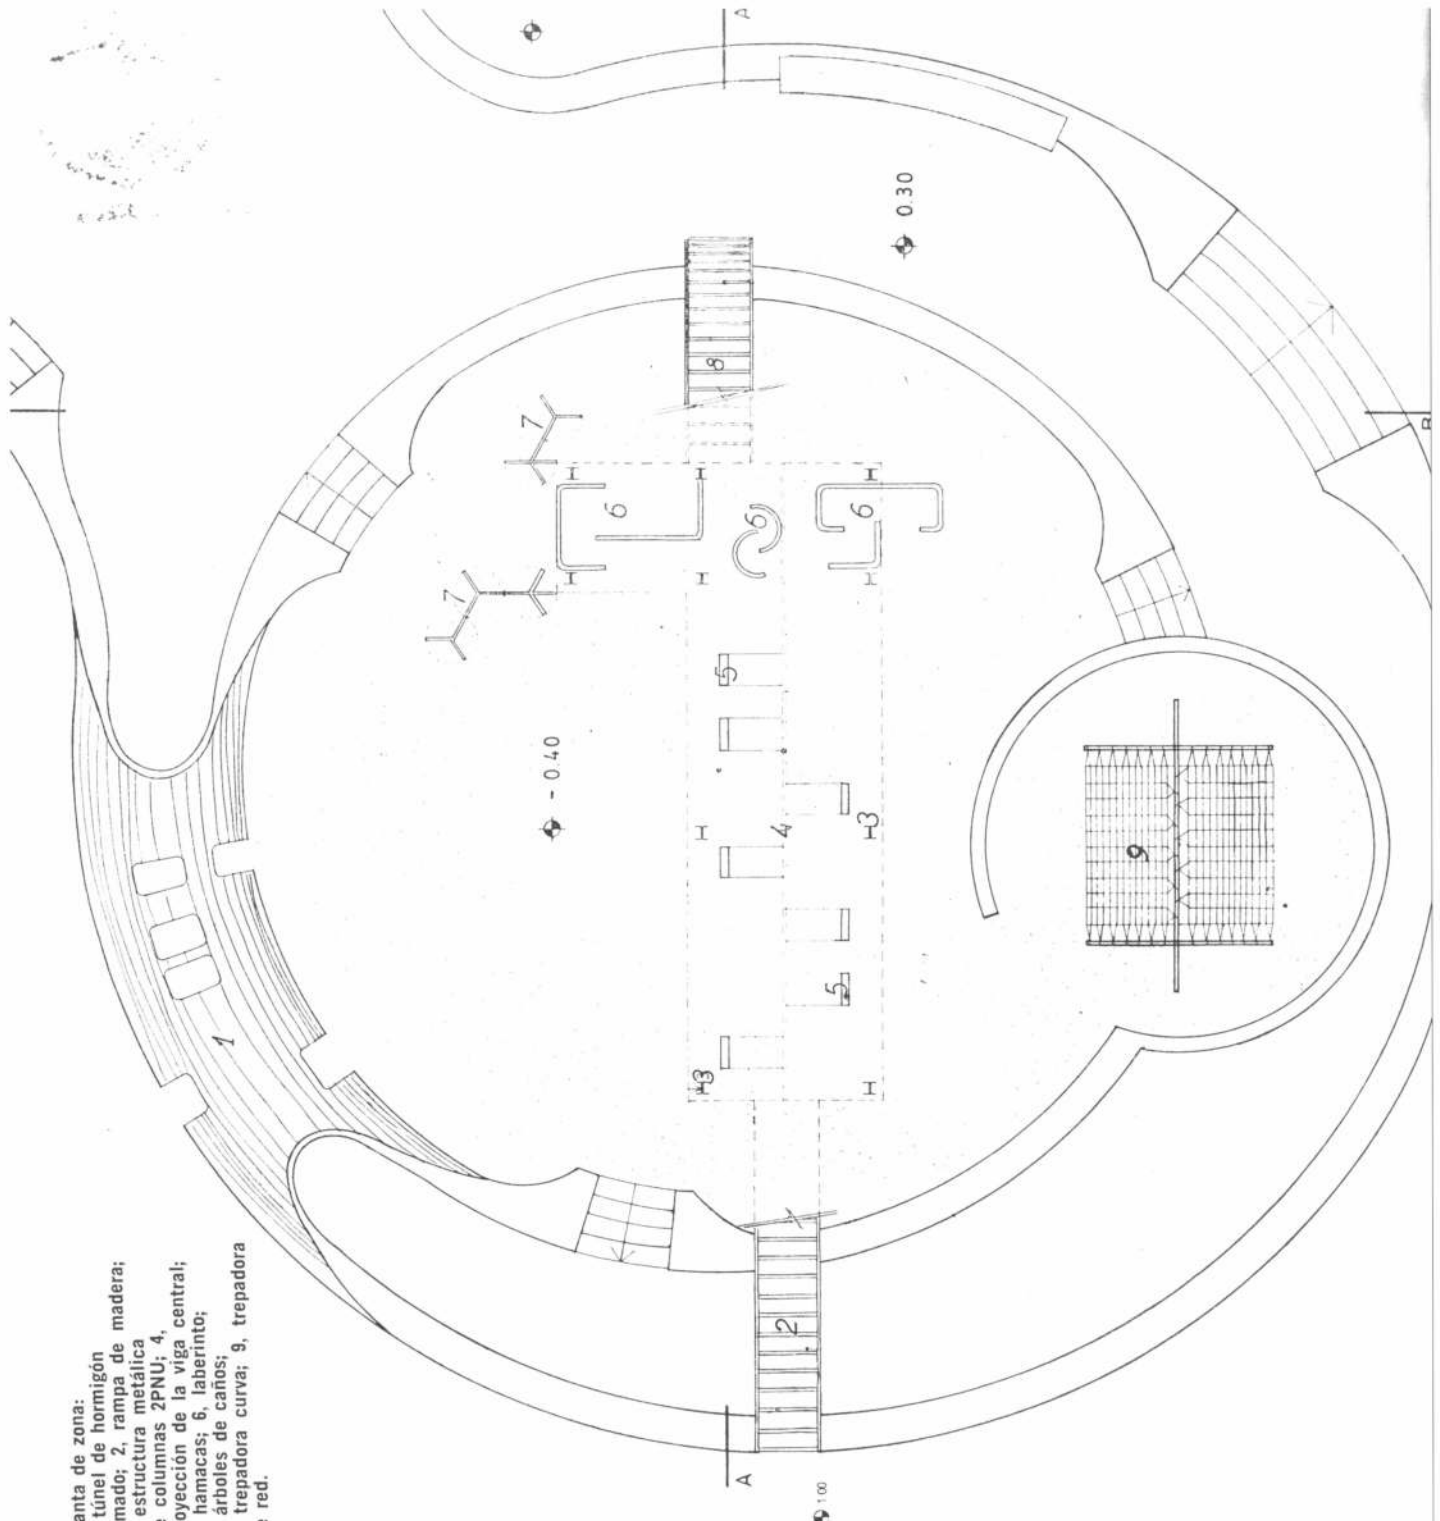 anta de zona:
túnel de hormigón
mado; 2, rampa de madera;
estructura metálica
e columnas 2PNU; 4,
oyección de la viga central;
hamacas; 6, laberinto;
árboles de caños;
trepadora curva; 9, trepadora
e red.
A
0.30
8
7
6
6
6
7
5
- 0.40
4
3
9
5
3
1
2
A
1.00
B